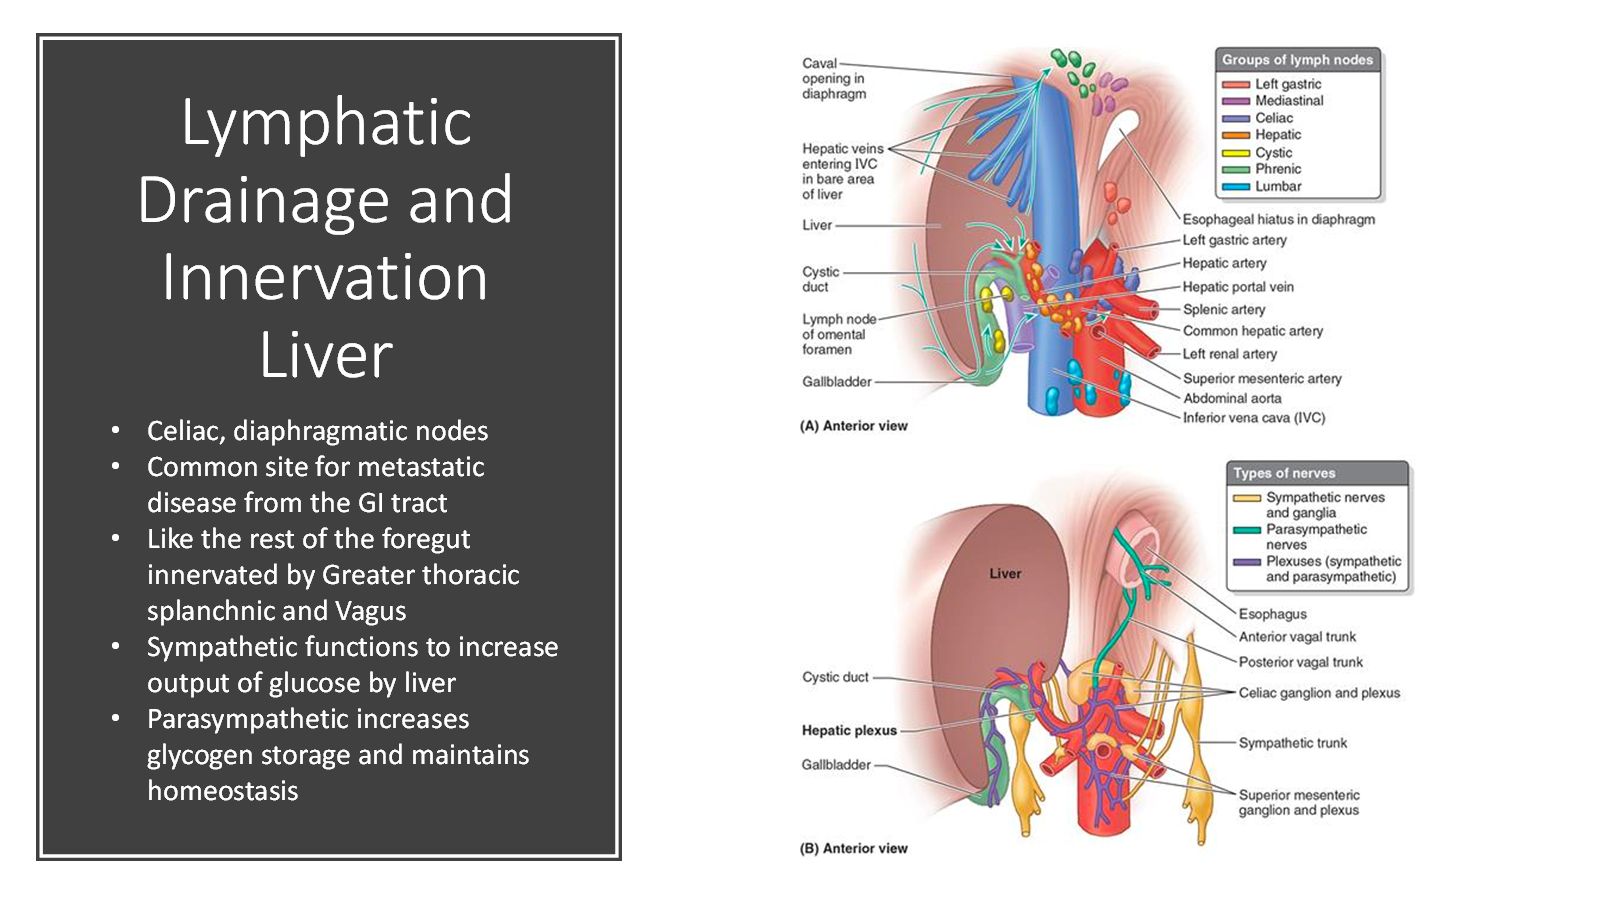 Lymphatic
Drainage and
Innervation
Liver
• Celiac, diaphragmatic nodes
• Common site for metastatic
disease from the GI tract
• Like the rest of the foregut
innervated by Greater thoracic
splanchnic and Vagus
• Sympathetic functions to increase
output of glucose by liver
• Parasympathetic increases
glycogen storage and maintains
homeostasis
Caval
opening in
diaphragm
Hepatic veins
entering IVC
in bare area
of liver
Liver
Cystic
duct
Lymph node
of omental
foramen
Gallbladder
(A) Anterior view
Groups of lymph nodes
Left gastric
Mediastinal
Celiac
Hepatic
Cystic
Phrenic
Lumbar
Esophageal hiatus in diaphragm
Left gastric artery
Hepatic artery
Hepatic portal vein
Splenic artery
Common hepatic artery
Left renal artery
Superior mesenteric artery
Abdominal aorta
Inferior vena cava (IVC)
Types of nerves
Sympathetic nerves
and ganglia
Parasympathetic
nerves
Plexuses (sympathetic
and parasympathetic)
Liver
Cystic duct
Hepatic plexus
Gallbladder
Esophagus
Anterior vagal trunk
Posterior vagal trunk
Celiac ganglion and plexus
Sympathetic trunk
Superior mesenteric
ganglion and plexus
(B) Anterior view